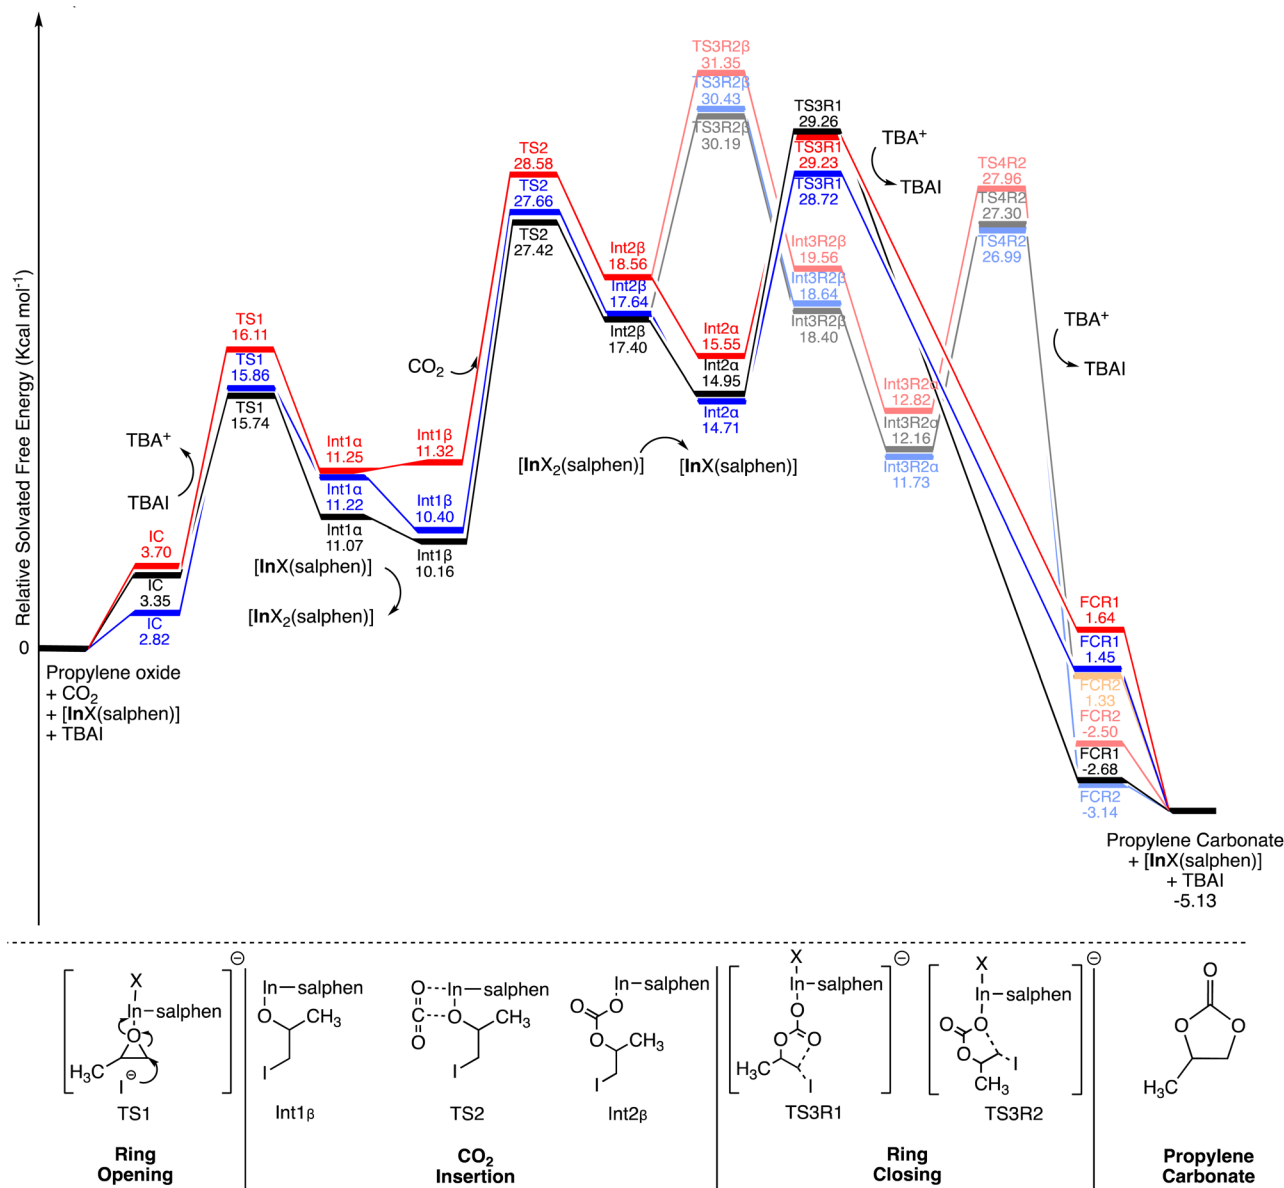 Relative Solvated Free Energy (Kcal mol-1)
0
Propylene oxide
+ CO2
+ [InX(salphen)]
+ TBAI
IC
3.70
IC
3.35
IC
2.82
TBA+
TBAI
TS1
16.11
TS1
15.86
TS1
15.74
Int1α
11.25
Int1α
11.22
Int1α
11.07
[InX(salphen)]
[InX2(salphen)]
Int1β
11.32
Int1β
10.40
Int1β
10.16
CO2
TS2
28.58
TS2
27.66
TS2
27.42
Int2β
18.56
Int2β
17.64
Int2β
17.40
[InX2(salphen)]
[InX(salphen)]
TS3R2β
31.35
TS3R2β
30.43
TS3R2β
30.19
Int2α
15.55
Int2α
14.95
Int2α
14.71
TS3R1
29.26
TS3R1
29.23
TS3R1
28.72
TBA+
TBAI
Int3R2β
19.56
Int3R2β
18.64
Int3R2β
18.40
Int3R2α
12.82
Int3R2α
12.16
Int3R2α
11.73
TS4R2
27.96
TS4R2
27.30
TS4R2
26.99
TBA+
TBAI
FCR1
1.64
FCR1
1.45
FCR2
1.33
FCR2
-2.50
FCR1
-2.68
FCR2
-3.14
Propylene Carbonate
+ [InX(salphen)]
+ TBAI
-5.13
X
In
salphen
O
H3C
I
⊖
⊖
TS1
In
salphen
O
CH3
I
Int1β
O
In
salphen
C
O
CH3
O
I
TS2
In
salphen
O
O
O
CH3
I
Int2β
X
In
salphen
O
O
O
H3C
I
⊖
TS3R1
X
In
salphen
O
O
O
I
CH3
⊖
TS3R2
O
O
O
H3C
Ring
Opening
CO2
Insertion
Ring
Closing
Propylene
Carbonate